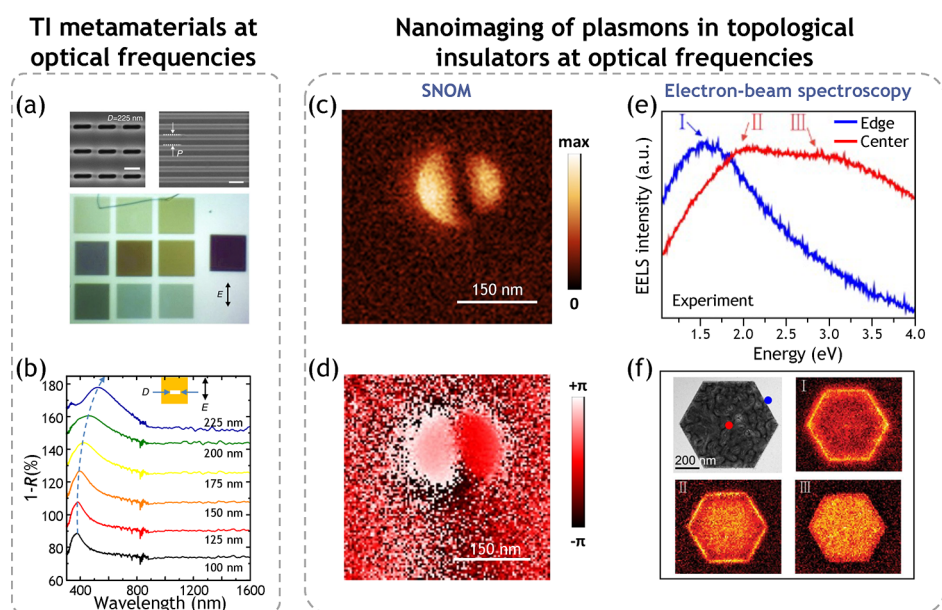 TI metamaterials at
optical frequencies
Nanoimaging of plasmons in topological
insulators at optical frequencies
(a)
D=225 nm
P
E
(b)
1-R(%)
180
160
140
120
100
80
60
D
E
225 nm
200 nm
175 nm
150 nm
125 nm
100 nm
400 800 1200 1600
Wavelength (nm)
SNOM
(c)
max
0
150 nm
(d)
+π
-π
150 nm
Electron-beam spectroscopy
(e)
I II III
Edge
Center
EELS intensity (a.u.)
Experiment
1.5 2.0 2.5 3.0 3.5 4.0
Energy (eV)
(f)
200 nm
I
II
III